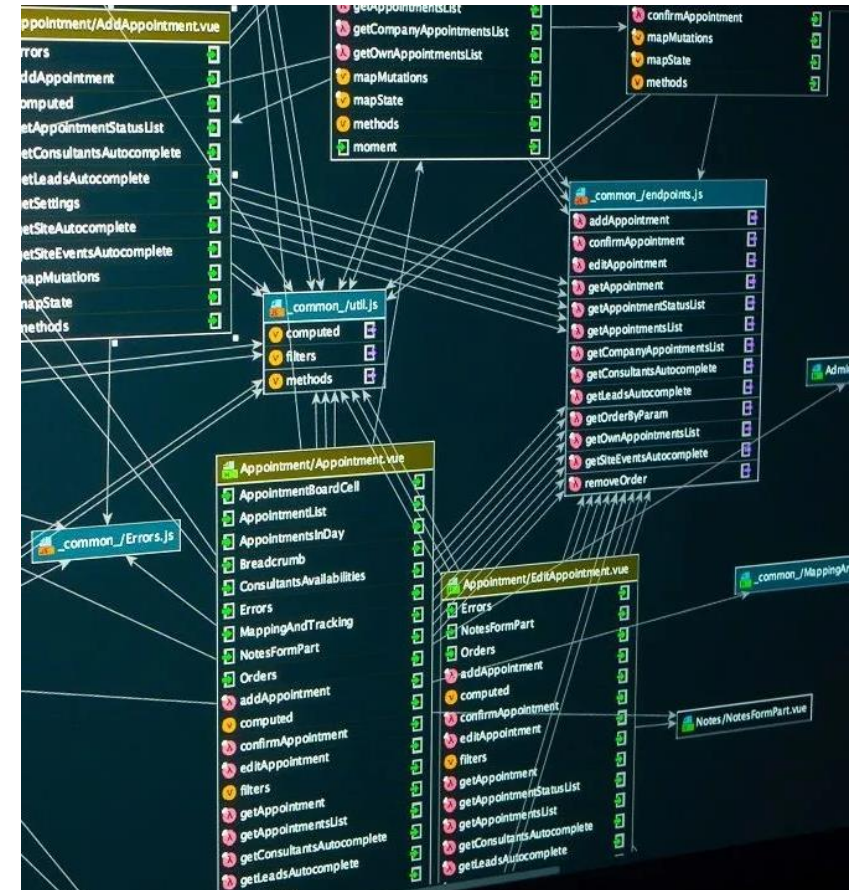 ppointment/AddAppointment.vue
rrors
ddAppointment
omputed
etAppointmentStatusList
etConsultantsAutocomplete
etLeadsAutocomplete
etSettings
etSiteAutocomplete
etSiteEventsAutocomplete
mapMutations
mapState
methods
getAppointmentsList
getCompanyAppointmentsList
getOwnAppointmentsList
mapMutations
mapState
methods
moment
confirmAppointment
mapMutations
mapState
methods
_common_/endpoints.js
addAppointment
confirmAppointment
editAppointment
getAppointment
getAppointmentStatusList
getAppointmentsList
getCompanyAppointmentsList
getConsultantsAutocomplete
getLeadsAutocomplete
getOrderByParam
getOwnAppointmentsList
getSiteEventsAutocomplete
removeOrder
_common_/util.js
computed
filters
methods
Admi
_common_/Errors.js
Appointment/Appointment.vue
AppointmentBoardCell
AppointmentList
AppointmentsInDay
Breadcrumb
ConsultantsAvailabilities
Errors
MappingAndTracking
NotesFormPart
Orders
addAppointment
computed
confirmAppointment
editAppointment
filters
getAppointment
getAppointmentsList
getConsultantsAutocomplete
getLeadsAutocomplete
Appointment/EditAppointment.vue
Errors
NotesFormPart
Orders
addAppointment
computed
confirmAppointment
editAppointment
filters
getAppointment
getAppointmentStatusList
getAppointmentsList
getConsultantsAutocomplete
getLeadsAutocomplete
_common_/MappingAn
Notes/NotesFormPart.vue